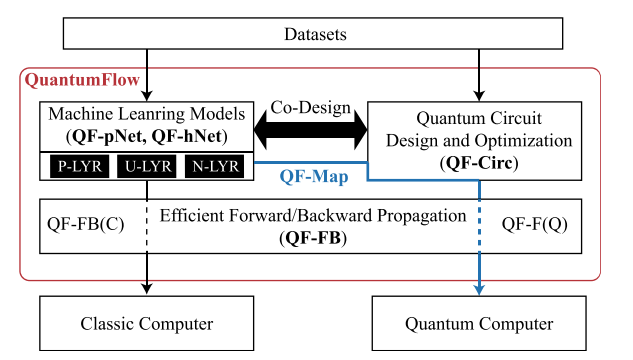 Datasets
QuantumFlow
Machine Leanring Models
(QF-pNet, QF-hNet)
P-LYR U-LYR N-LYR
Co-Design
QF-Map
Quantum Circuit
Design and Optimization
(QF-Circ)
QF-FB(C)
Efficient Forward/Backward Propagation
(QF-FB)
QF-F(Q)
Classic Computer
Quantum Computer